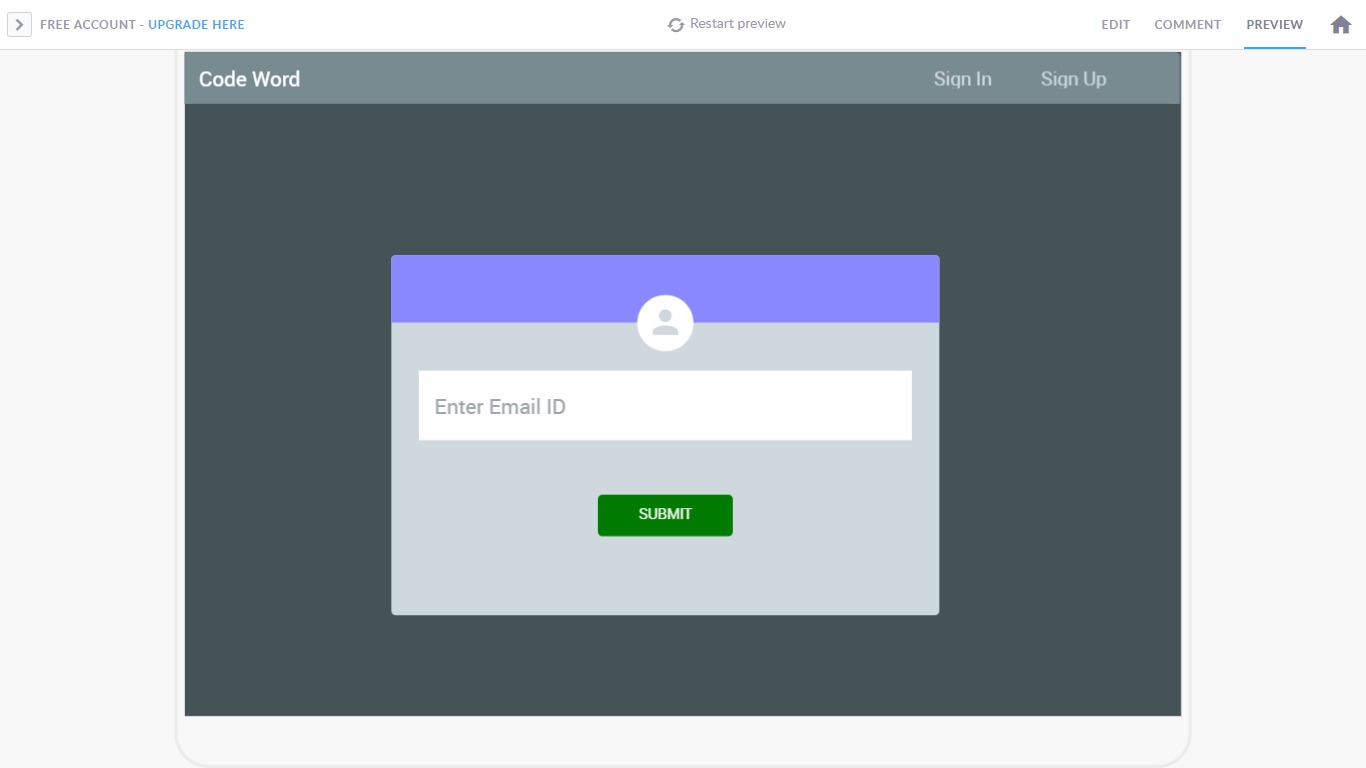 FREE ACCOUNT - UPGRADE HERE
Restart preview
EDIT
COMMENT
PREVIEW
Code Word
Sign In
Sign Up
Enter Email ID
SUBMIT